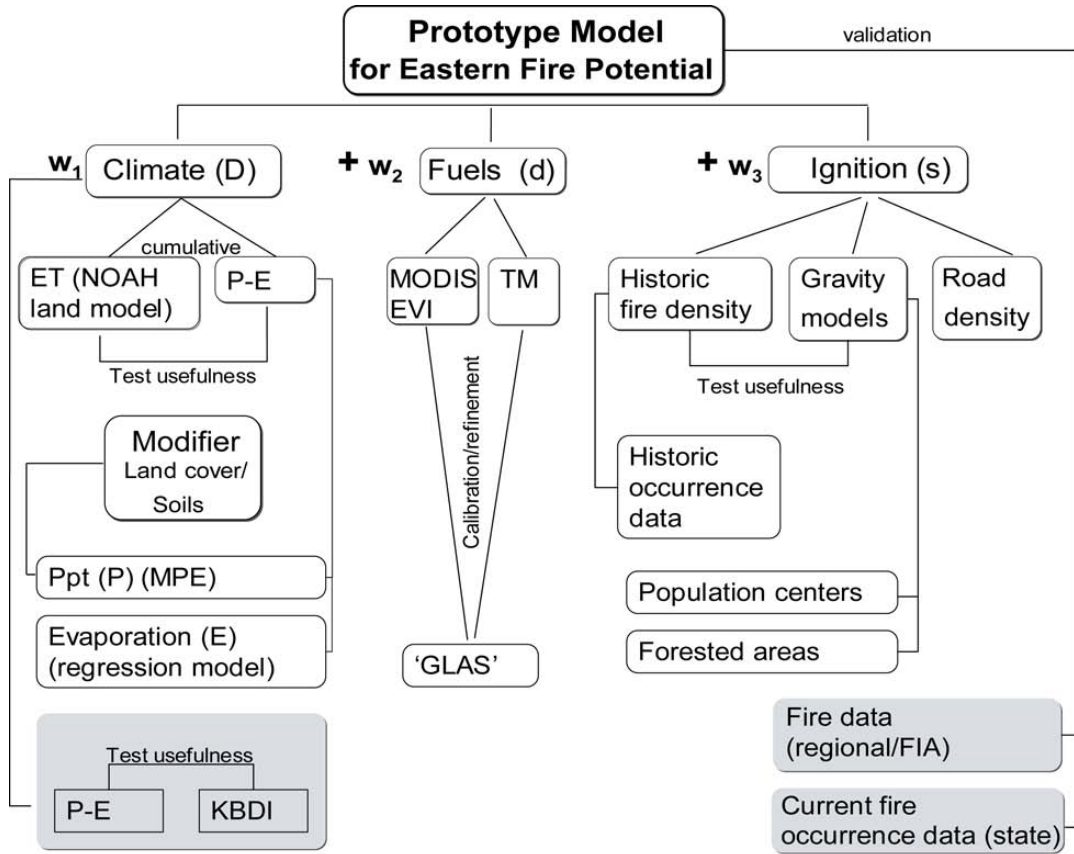 Prototype Model
for Eastern Fire Potential
validation
w1
Climate (D)
+ w2
Fuels (d)
+ w3
Ignition (s)
cumulative
ET (NOAH
land model)
P-E
Test usefulness
MODIS
EVI
TM
Historic
fire density
Gravity
models
Road
density
Test usefulness
Modifier
Land cover/
Soils
Calibration/refinement
Historic
occurrence
data
Ppt (P) (MPE)
Evaporation (E)
(regression model)
'GLAS'
Population centers
Forested areas
Test usefulness
P-E
KBDI
Fire data
(regional/FIA)
Current fire
occurrence data (state)